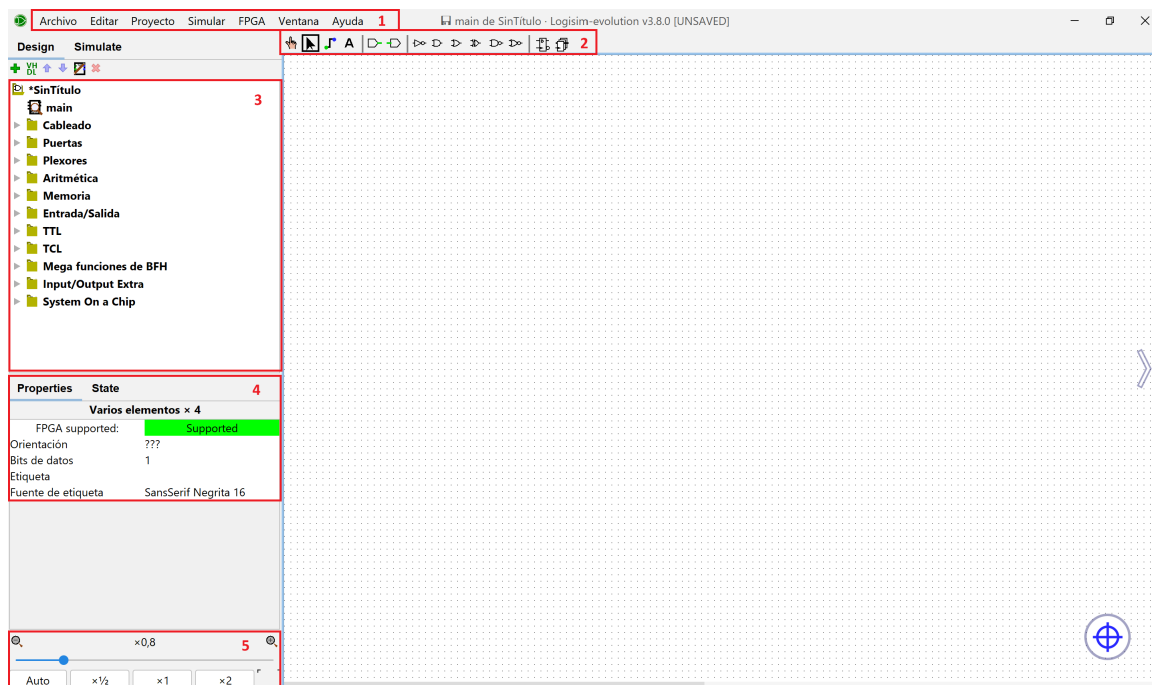 Archivo Editar Proyecto Simular FPGA Ventana Ayuda 1 main de SinTítulo · Logisim-evolution v3.8.0 [UNSAVED]
Design Simulate
A 2
VH
DL
*SinTítulo
3
main
Cableado
Puertas
Plexores
Aritmética
Memoria
Entrada/Salida
TTL
TCL
Mega funciones de BFH
Input/Output Extra
System On a Chip
Properties State 4
Varios elementos × 4
FPGA supported: Supported
Orientación ???
Bits de datos 1
Etiqueta
Fuente de etiqueta SansSerif Negrita 16
×0,8 5
Auto ×½ ×1 ×2